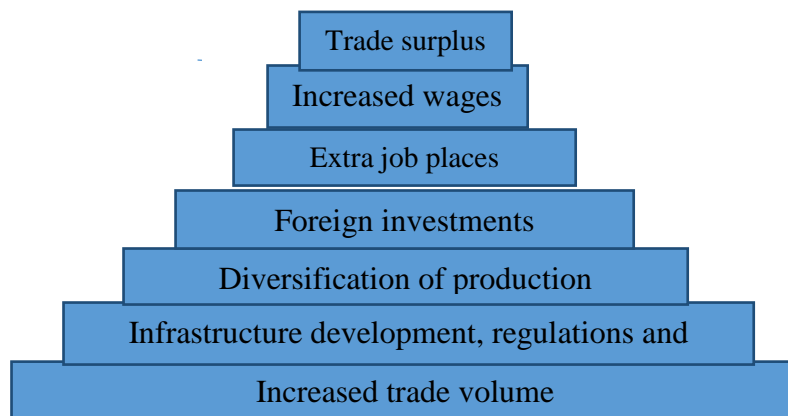 Trade surplus
Increased wages
Extra job places
Foreign investments
Diversification of production
Infrastructure development, regulations and
Increased trade volume